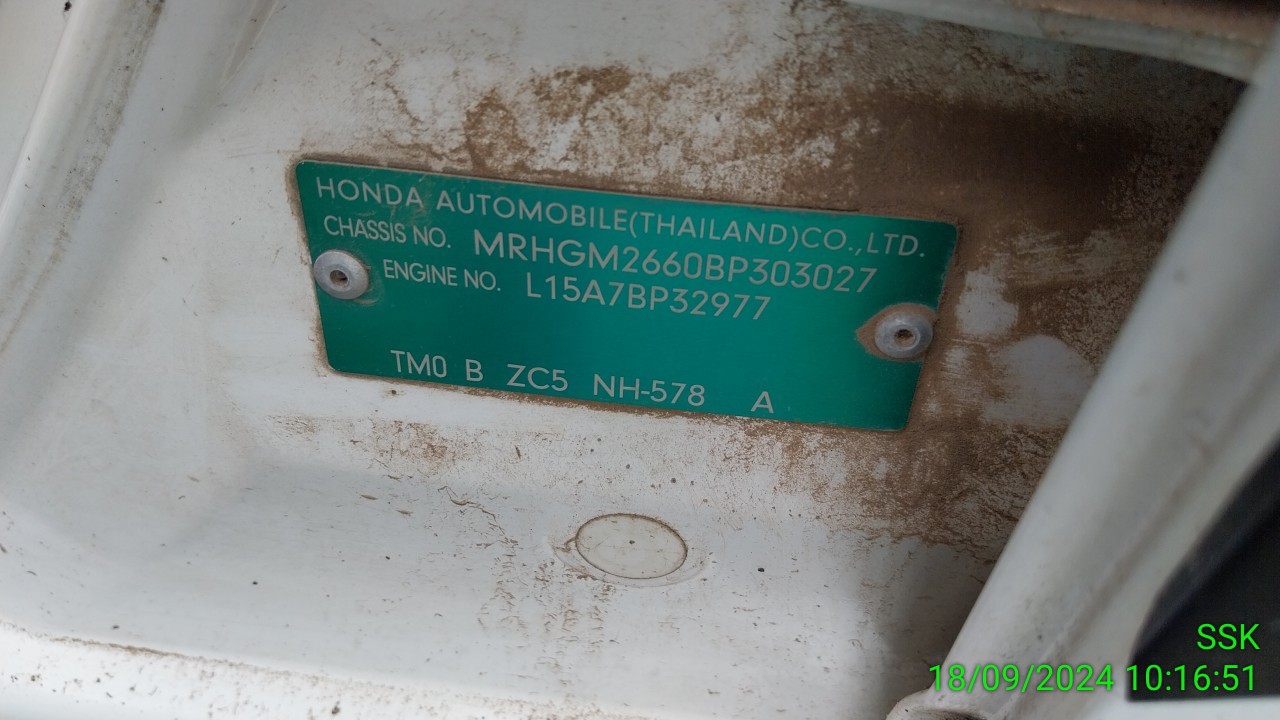 HONDA AUTOMOBILE(THAILAND)CO.,LTD.
CHASSIS NO. MRHGM2660BP303027
ENGINE NO. L15A7BP32977
TM0 B ZC5 NH-578 A
SSK
18/09/2024 10:16:51